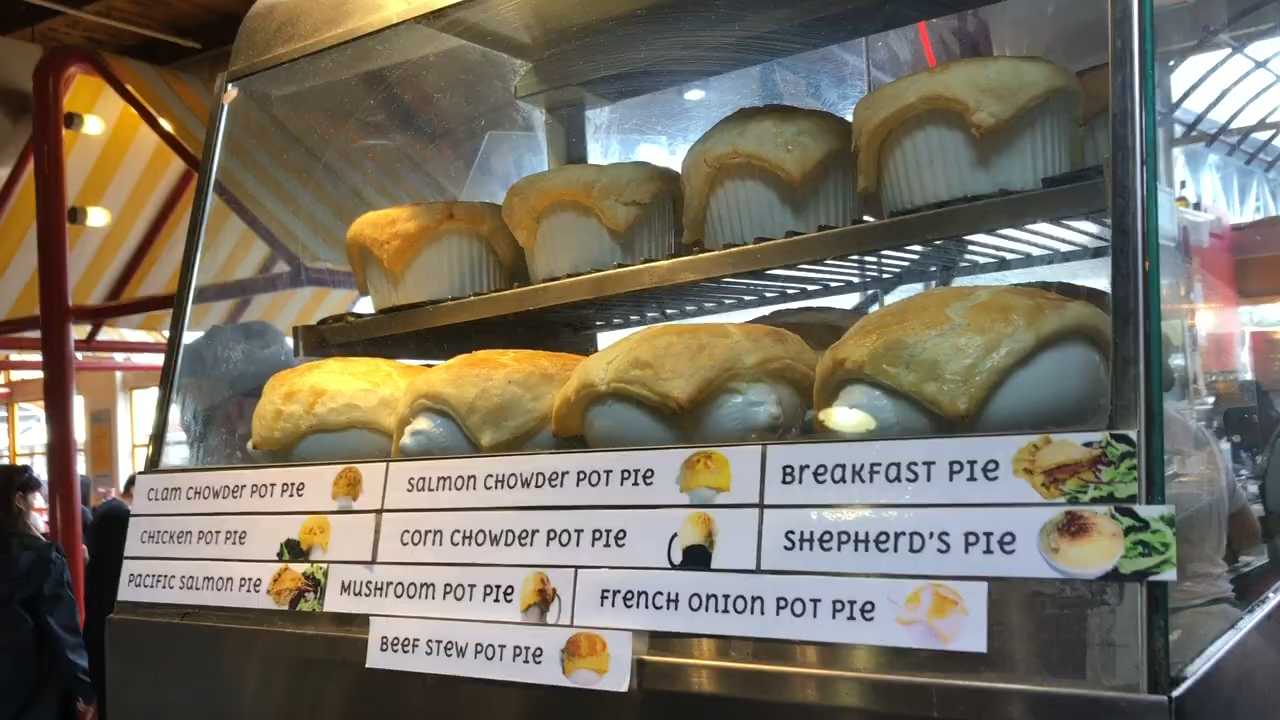 CLAM CHOWDER POT PIE
SALMON CHOWDER POT PIE
BREAKFAST PIE
CHICKEN POT PIE
CORN CHOWDER POT PIE
SHEPHERD'S PIE
PACIFIC SALMON PIE
MUSHROOM POT PIE
FRENCH ONION POT PIE
BEEF STEW POT PIE